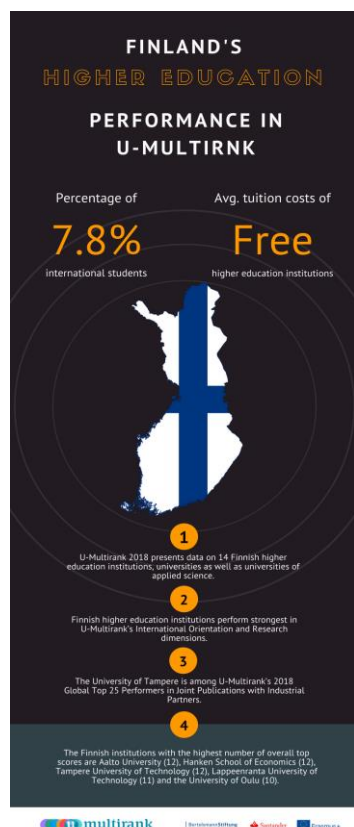 FINLAND'S
HIGHER EDUCATION
PERFORMANCE IN
U-MULTIRNK
Percentage of
7.8%
international students
Avg. tuition costs of
Free
higher education institutions
1
U-Multirank 2018 presents data on 14 Finnish higher
education institutions, universities as well as universities of
applied science.
2
Finnish higher education institutions perform strongest in
U-Multirank's International Orientation and Research
dimensions.
3
The University of Tampere is among U-Multirank's 2018
Global Top 25 Performers in Joint Publications with Industrial
Partners.
4
The Finnish institutions with the highest number of overall top
scores are Aalto University (12), Hanken School of Economics (12),
Tampere University of Technology (12), Lappeenranta University of
Technology (11) and the University of Oulu (10).
u multirank
BertelsmannStiftung
Santander
Erasmus+